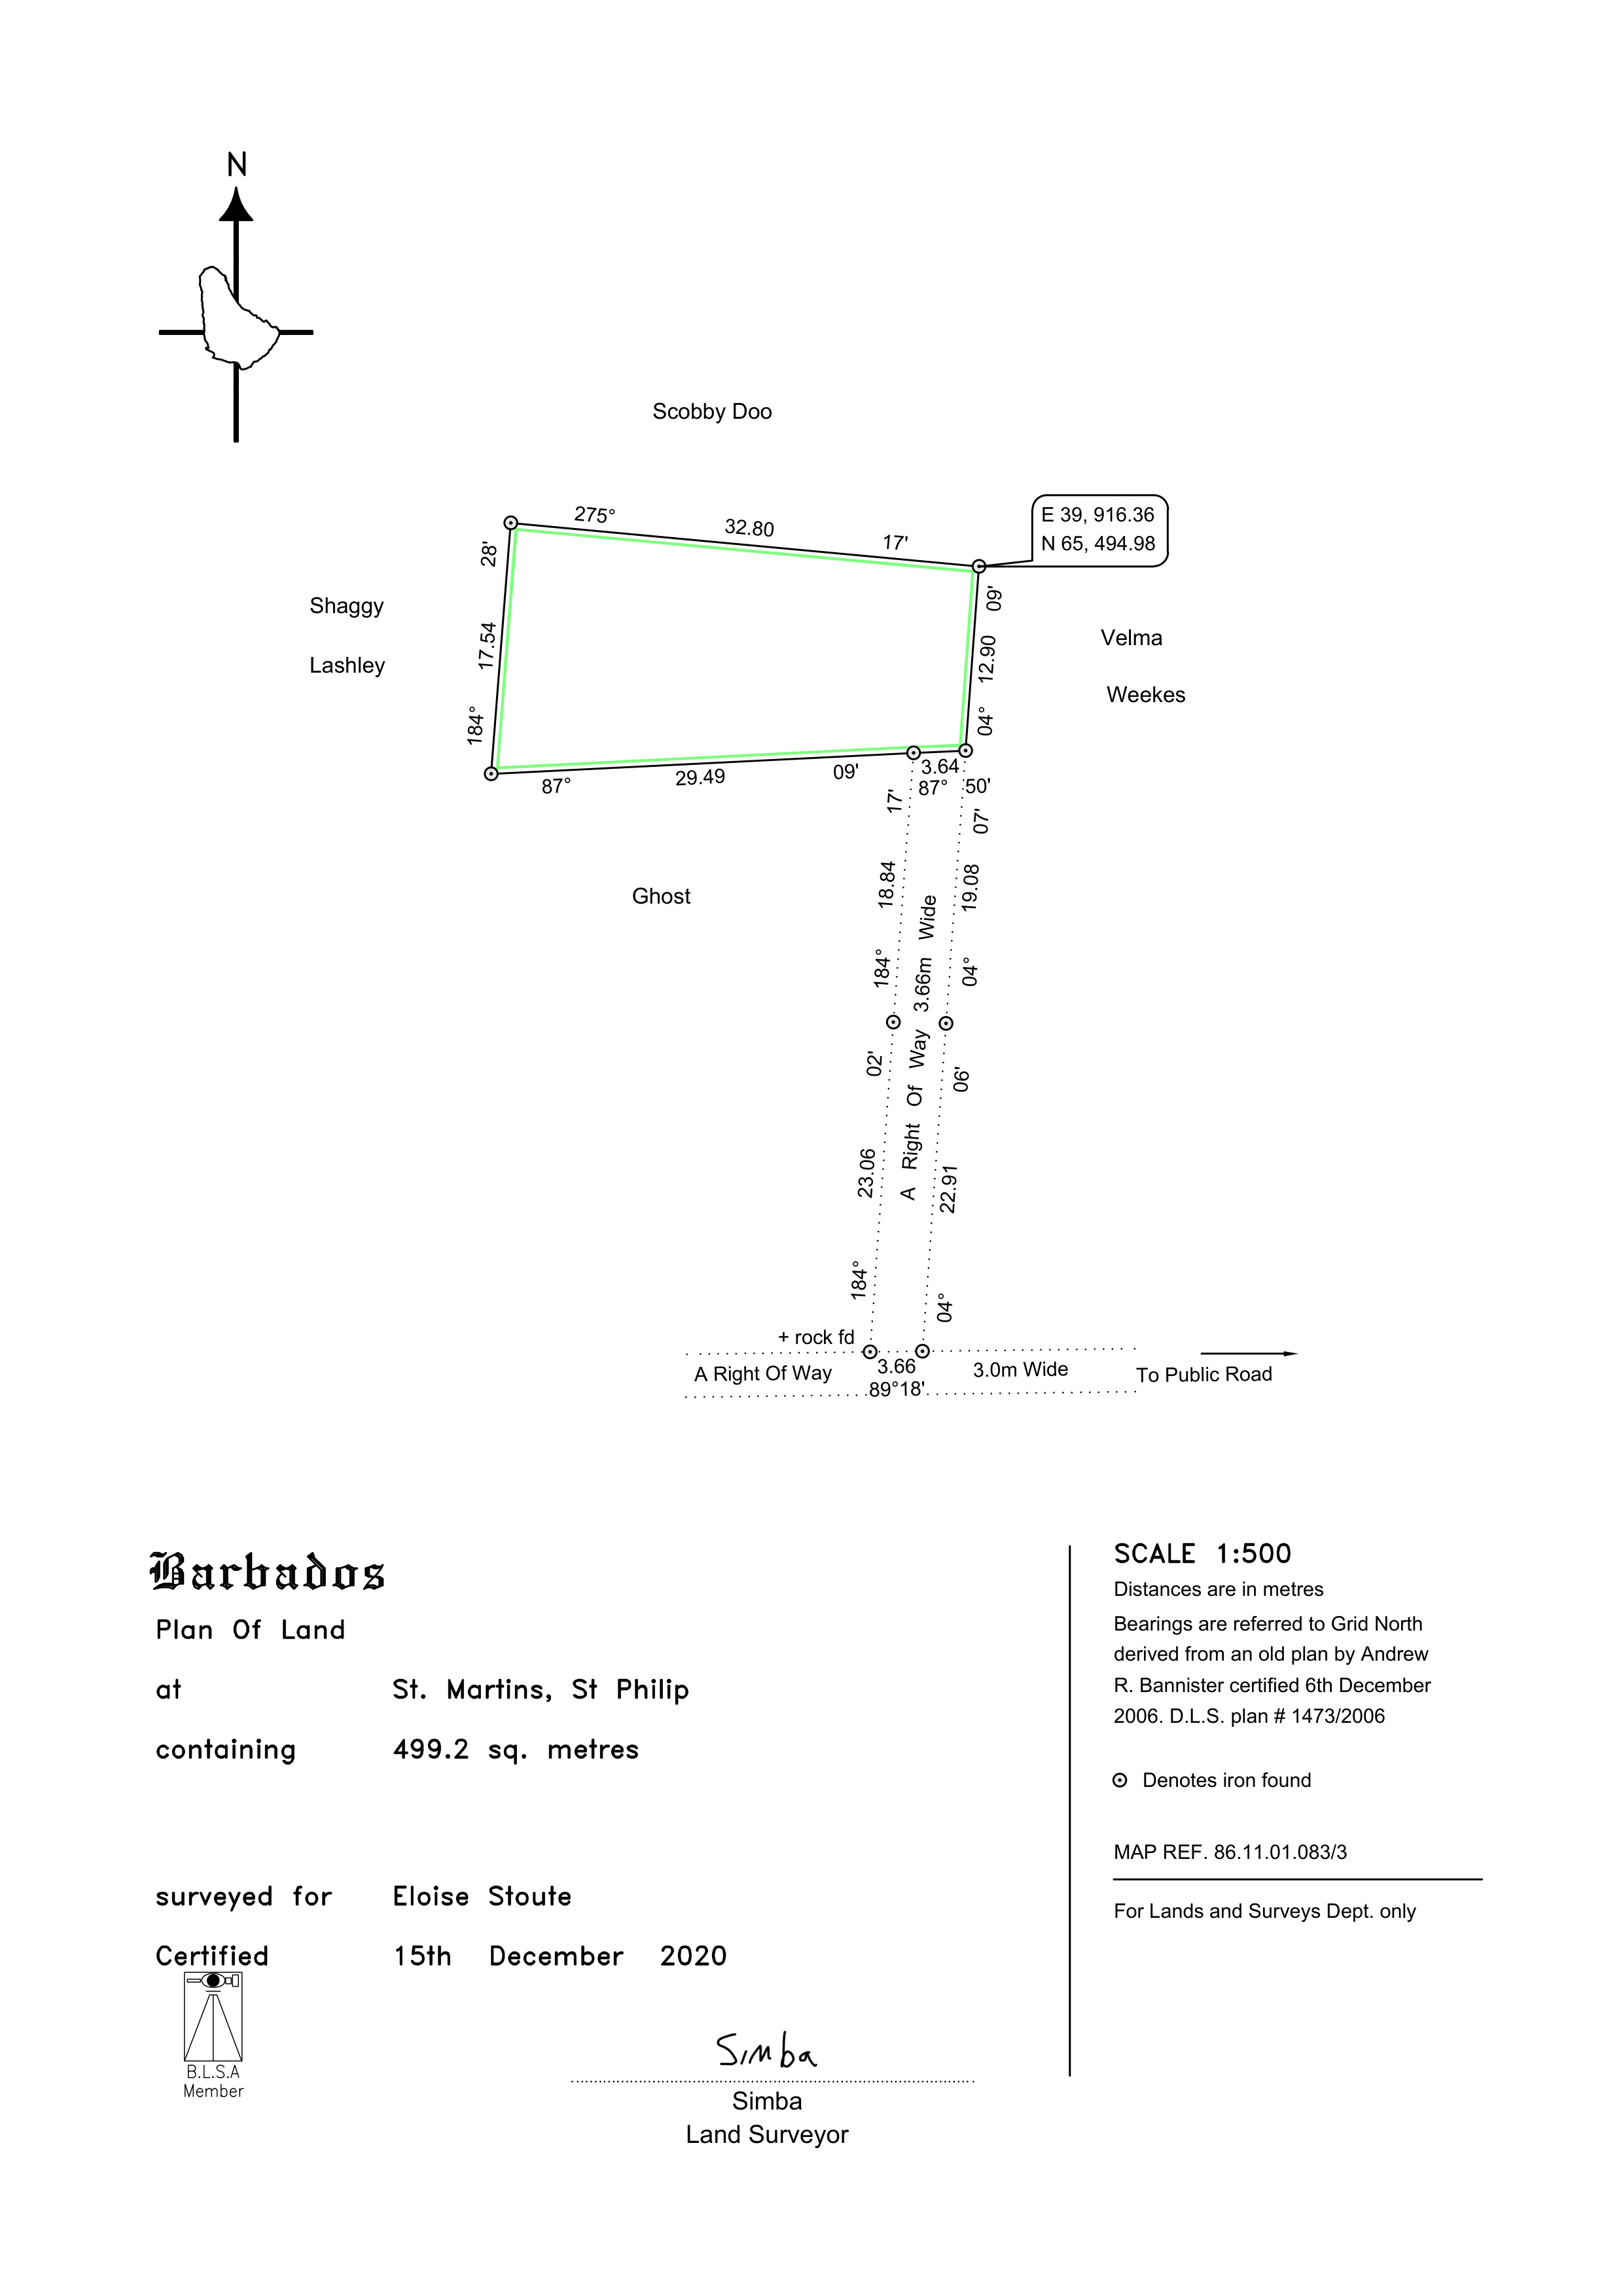 N
Scobby Doo
275° 32.80 17'
E 39, 916.36
N 65, 494.98
28'
17.54
184°
09'
12.90
04°
Shaggy
Lashley
Velma
Weekes
87° 29.49 09'
3.64
87° 50'
Ghost
17'
18.84
184°
07'
19.08
04°
02'
23.06
184°
06'
22.91
04°
A Right Of Way 3.66m Wide
+ rock fd
A Right Of Way
3.66
89°18'
3.0m Wide
To Public Road
Barbados
Plan Of Land
at St. Martins, St Philip
containing 499.2 sq. metres
surveyed for Eloise Stoute
Certified 15th December 2020
B.L.S.A
Member
Simba
Simba
Land Surveyor
SCALE 1:500
Distances are in metres
Bearings are referred to Grid North
derived from an old plan by Andrew
R. Bannister certified 6th December
2006. D.L.S. plan # 1473/2006
Denotes iron found
MAP REF. 86.11.01.083/3
For Lands and Surveys Dept. only